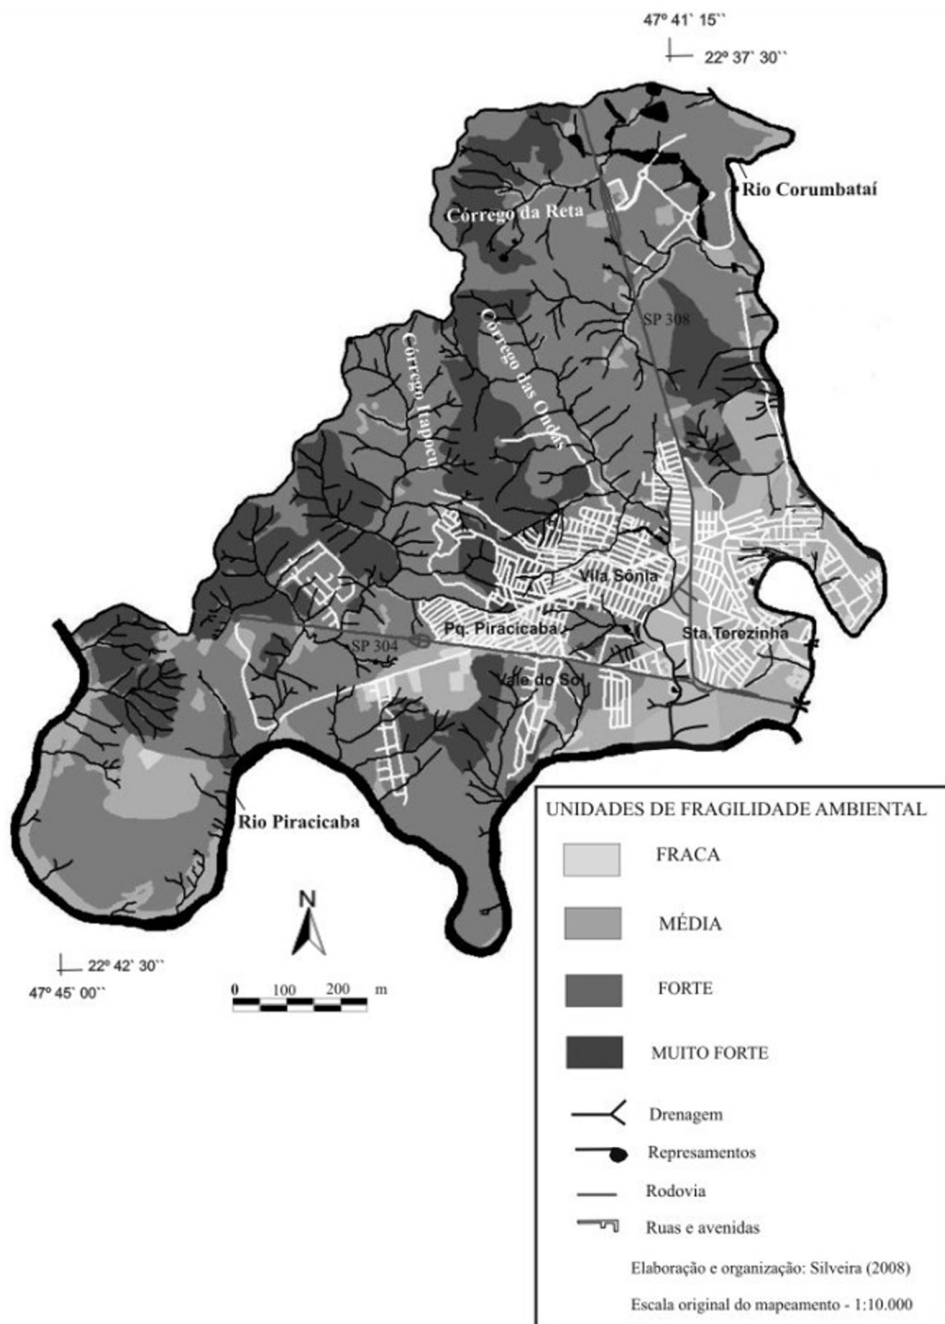 47º 41` 15``
22º 37` 30``
Rio Corumbataí
Córrego da Reta
SP 308
Córrego das Ondas
Córrego Itapocu
Vila Sônia
Pq. Piracicaba
Sta.Terezinha
SP 304
Vale do Sol
Rio Piracicaba
N
22º 42` 30``
47º 45` 00``
0 100 200 m
UNIDADES DE FRAGILIDADE AMBIENTAL
FRACA
MÉDIA
FORTE
MUITO FORTE
Drenagem
Represamentos
Rodovia
Ruas e avenidas
Elaboração e organização: Silveira (2008)
Escala original do mapeamento - 1:10.000